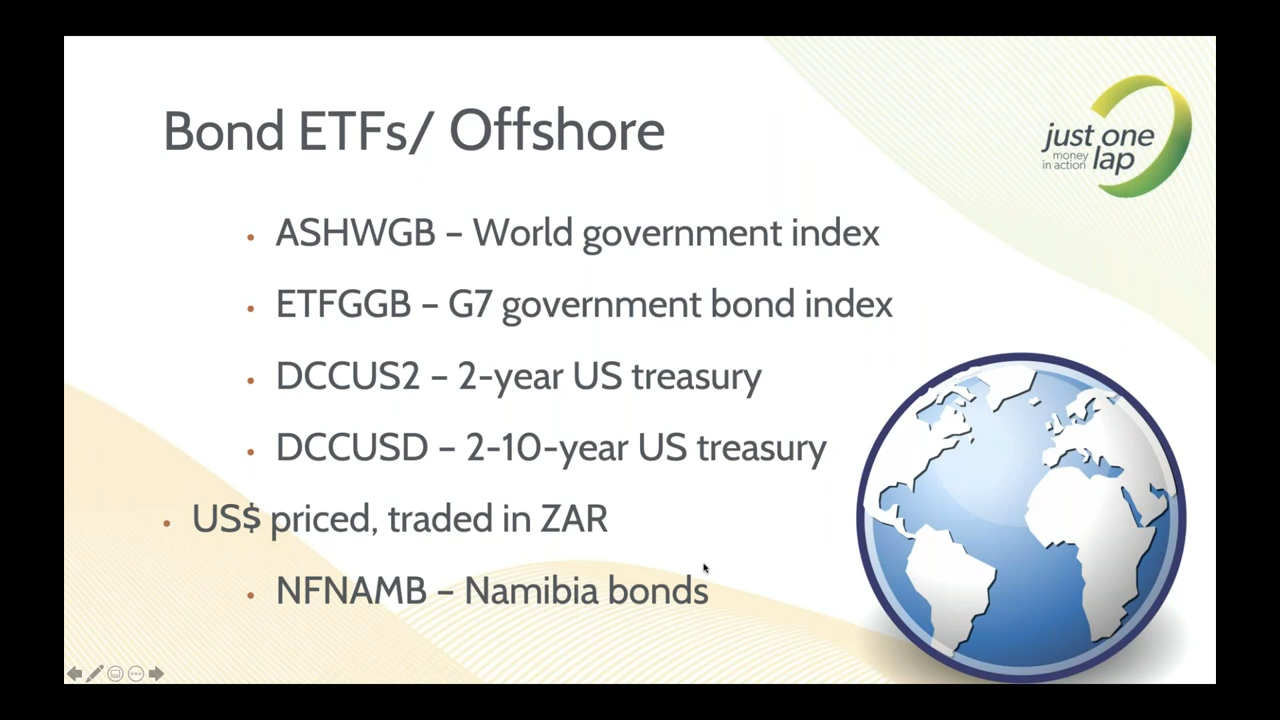 Bond ETFs/ Offshore
just one
money
in action lap
ASHWGB – World government index
ETFGGB – G7 government bond index
DCCUS2 – 2-year US treasury
DCCUSD – 2-10-year US treasury
US$ priced, traded in ZAR
NFNAMB – Namibia bonds